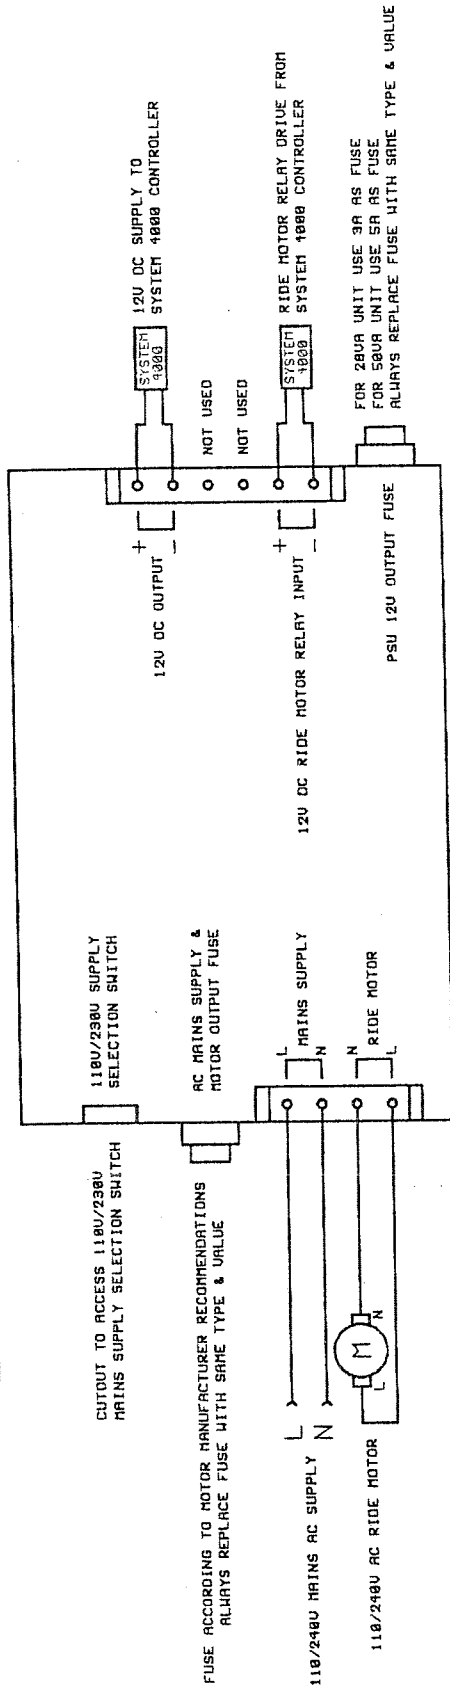 CUTOUT TO ACCESS 110V/230V
MAINS SUPPLY SELECTION SWITCH
110V/230V SUPPLY
SELECTION SWITCH
FUSE ACCORDING TO MOTOR MANUFACTURER RECOMMENDATIONS
ALWAYS REPLACE FUSE WITH SAME TYPE & VALUE
AC MAINS SUPPLY &
MOTOR OUTPUT FUSE
110/240V MAINS AC SUPPLY
L
N
L
MAINS SUPPLY
N
N
RIDE MOTOR
L
110/240V AC RIDE MOTOR
L
M
N
12V DC OUTPUT
+
-
SYSTEM
4000
12V DC SUPPLY TO
SYSTEM 4000 CONTROLLER
NOT USED
NOT USED
12V DC RIDE MOTOR RELAY INPUT
+
-
SYSTEM
4000
RIDE MOTOR RELAY DRIVE FROM
SYSTEM 4000 CONTROLLER
PSU 12V OUTPUT FUSE
FOR 20VA UNIT USE 3A AS FUSE
FOR 50VA UNIT USE 5A AS FUSE
ALWAYS REPLACE FUSE WITH SAME TYPE & VALUE